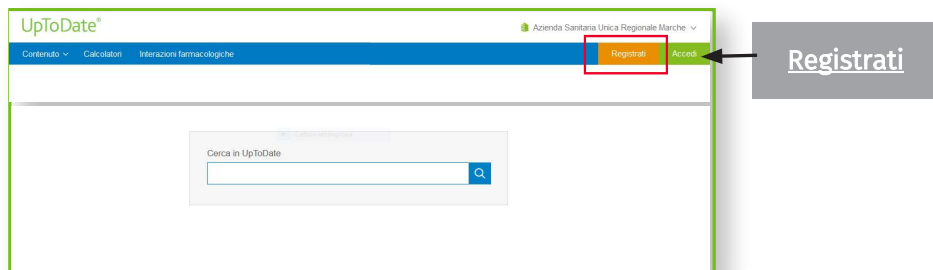 UpToDate®
Azienda Sanitaria Unica Regionale Marche
Contenuto Calcolatori Interazioni farmacologiche Registrati Accedi
Registrati
Cerca in UpToDate